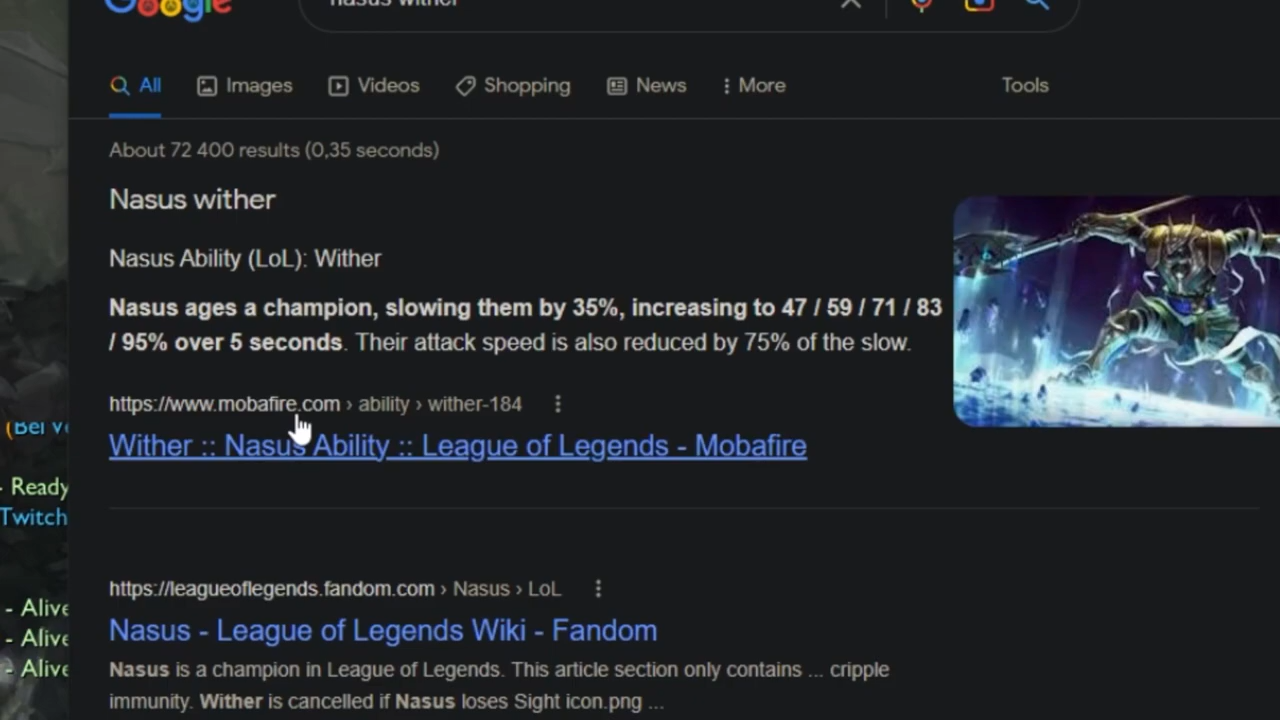 Google
nasus wither
All Images Videos Shopping News More Tools
About 72 400 results (0,35 seconds)
Nasus wither
Nasus Ability (LoL): Wither
Nasus ages a champion, slowing them by 35%, increasing to 47 / 59 / 71 / 83
/ 95% over 5 seconds. Their attack speed is also reduced by 75% of the slow.
https://www.mobafire.com › ability › wither-184
(Bel Ve
Wither :: Nasus Ability :: League of Legends - Mobafire
- Ready
Twitch
https://leagueoflegends.fandom.com › Nasus › LoL
- Alive
Nasus - League of Legends Wiki - Fandom
- Alive
- Alive
Nasus is a champion in League of Legends. This article section only contains ... cripple
immunity. Wither is cancelled if Nasus loses Sight icon.png ...